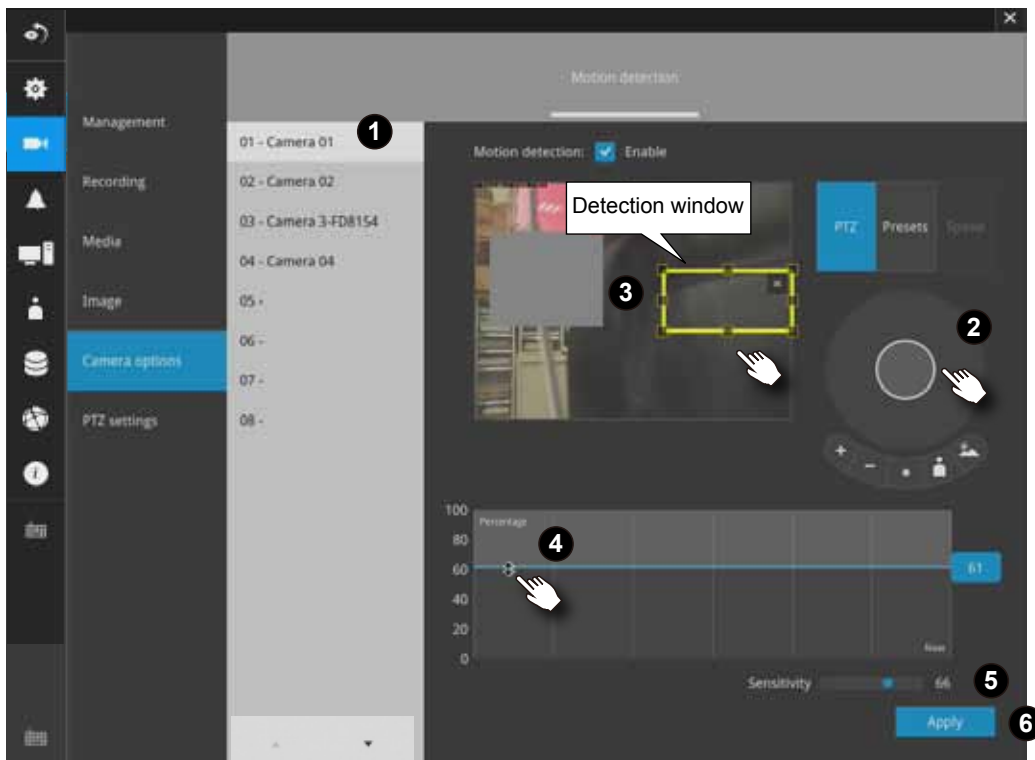 Motion detection
Management
Recording
Media
Image
Camera options
PTZ settings
1
01 - Camera 01
02 - Camera 02
03 - Camera 3-FD8154
04 - Camera 04
05 -
06 -
07 -
08 -
Motion detection: Enable
Detection window
3
PTZ Presets Speed
2
100
80
60
40
20
0
Percentage
4
61
Now
Sensitivity 66 5
Apply 6